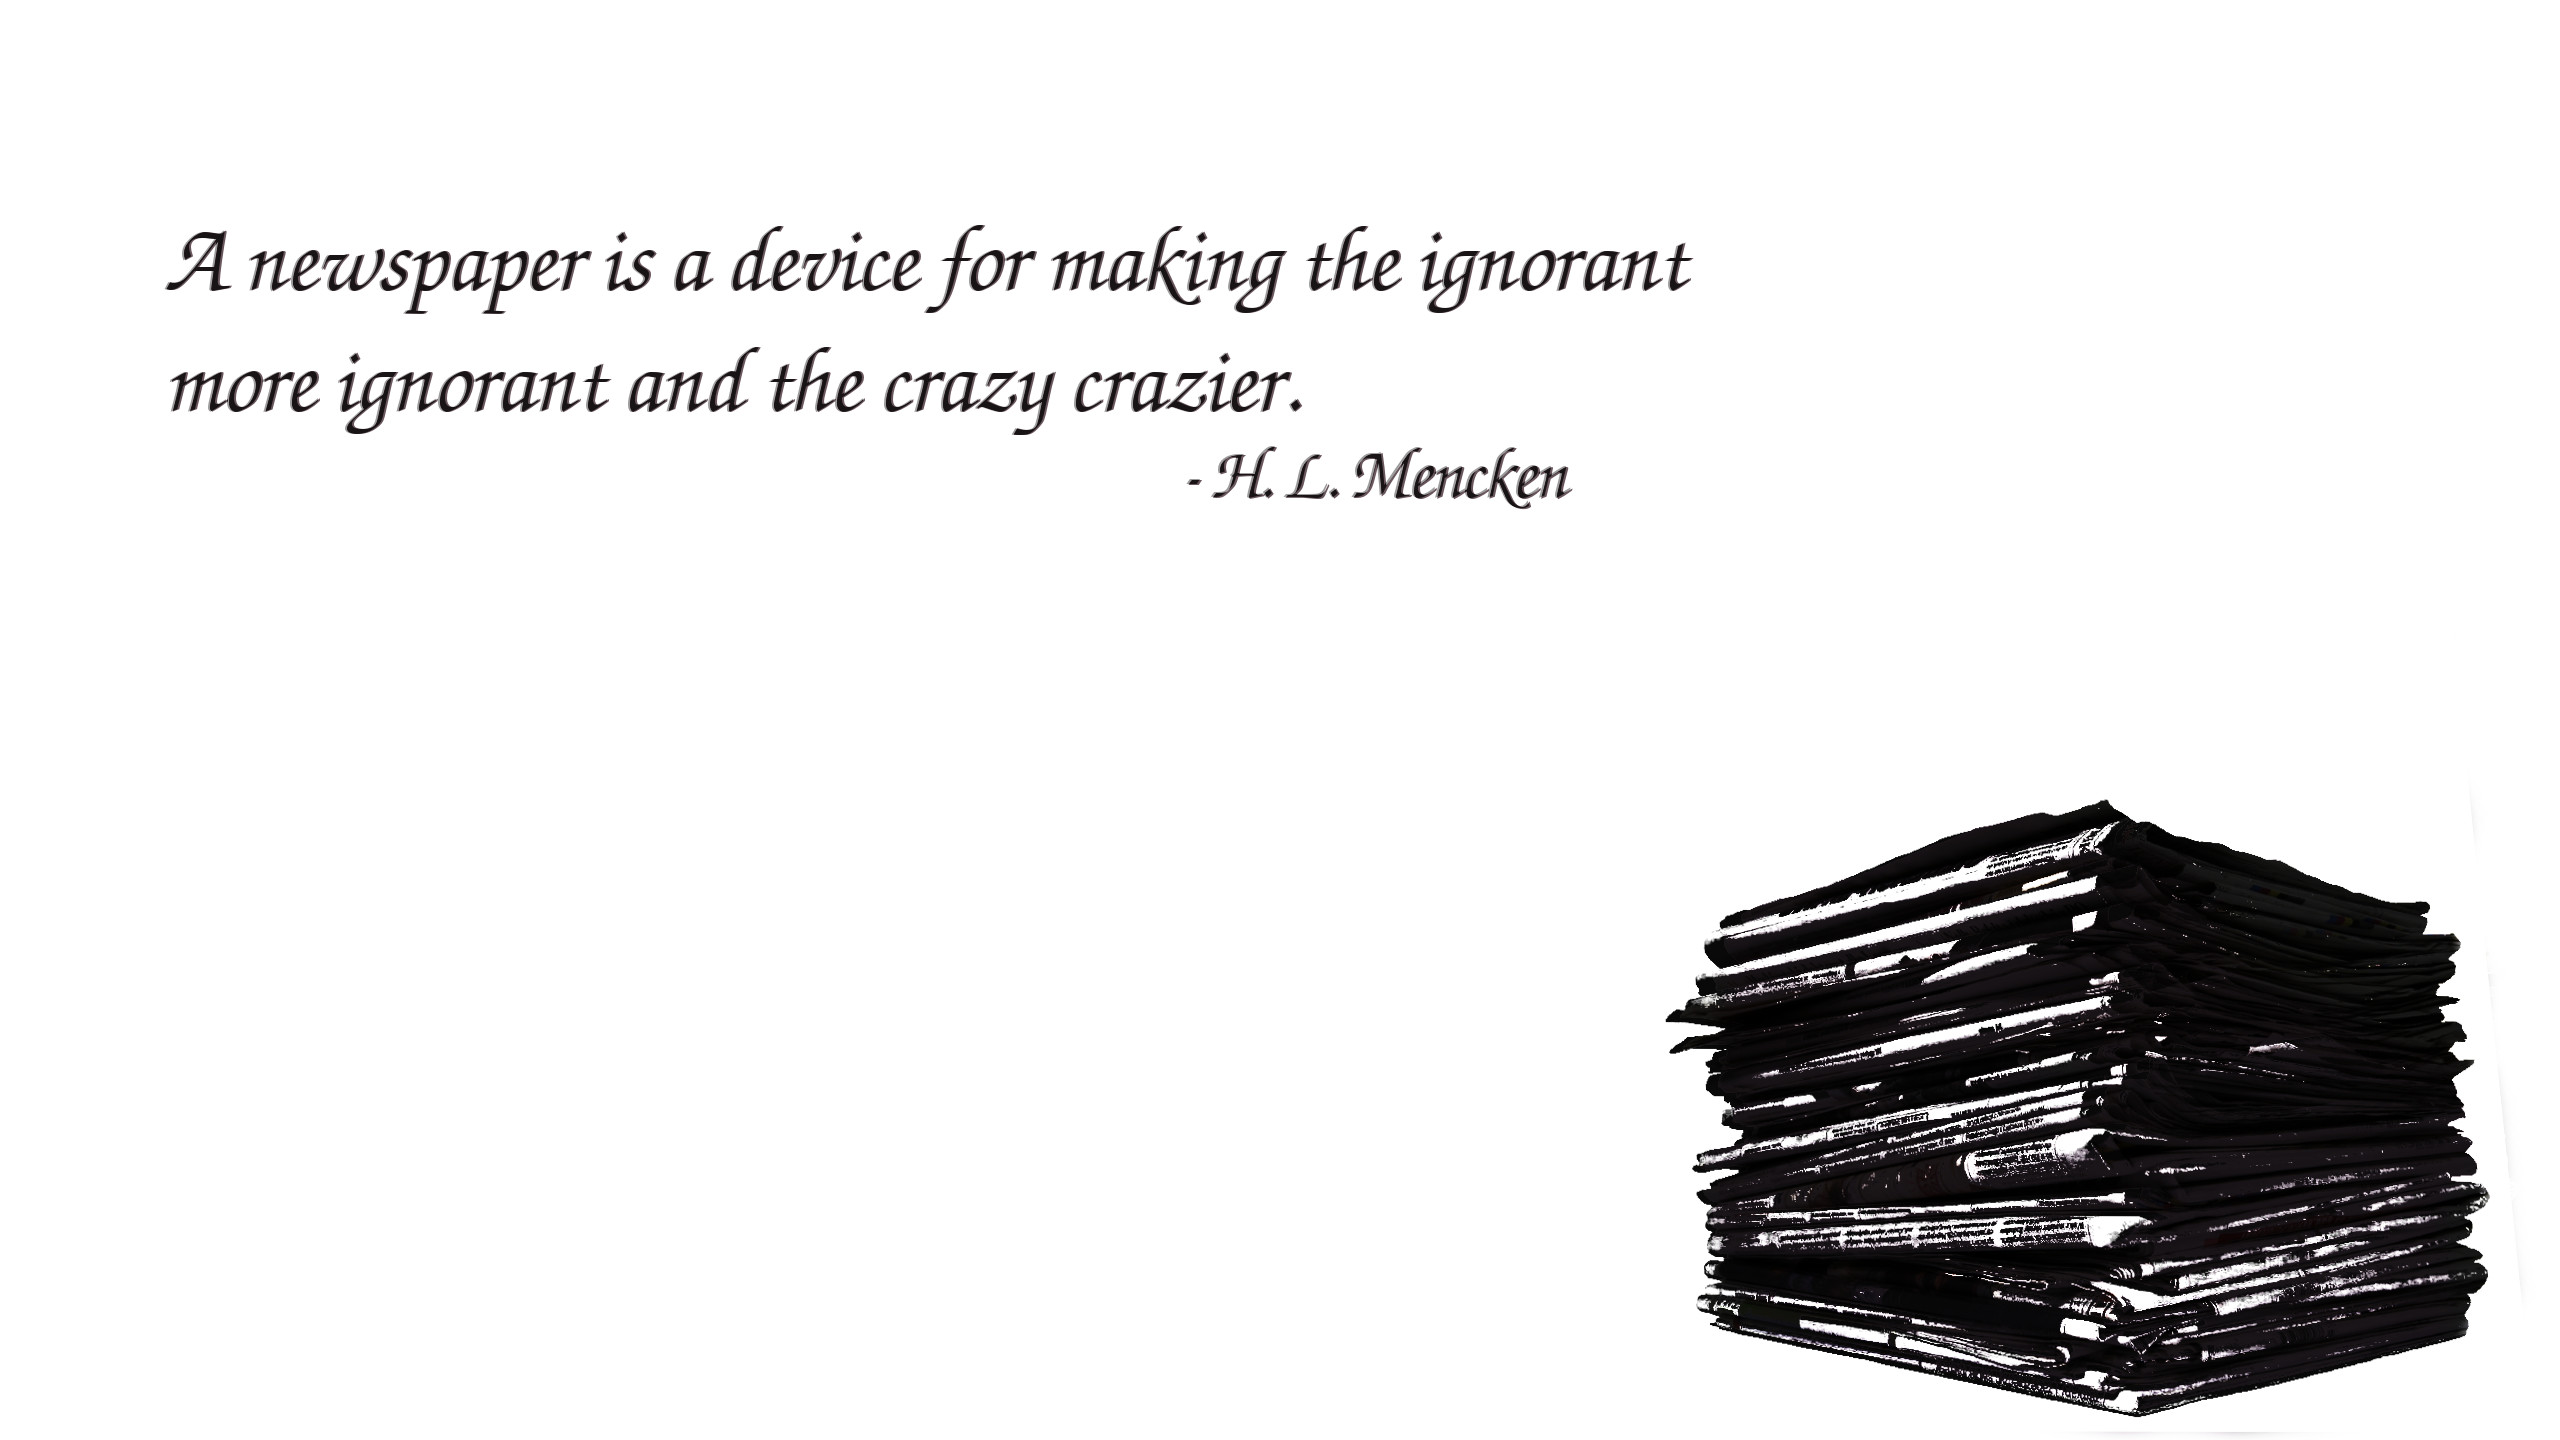 A newspaper is a device for making the ignorant
more ignorant and the crazy crazier.
- H. L. Mencken